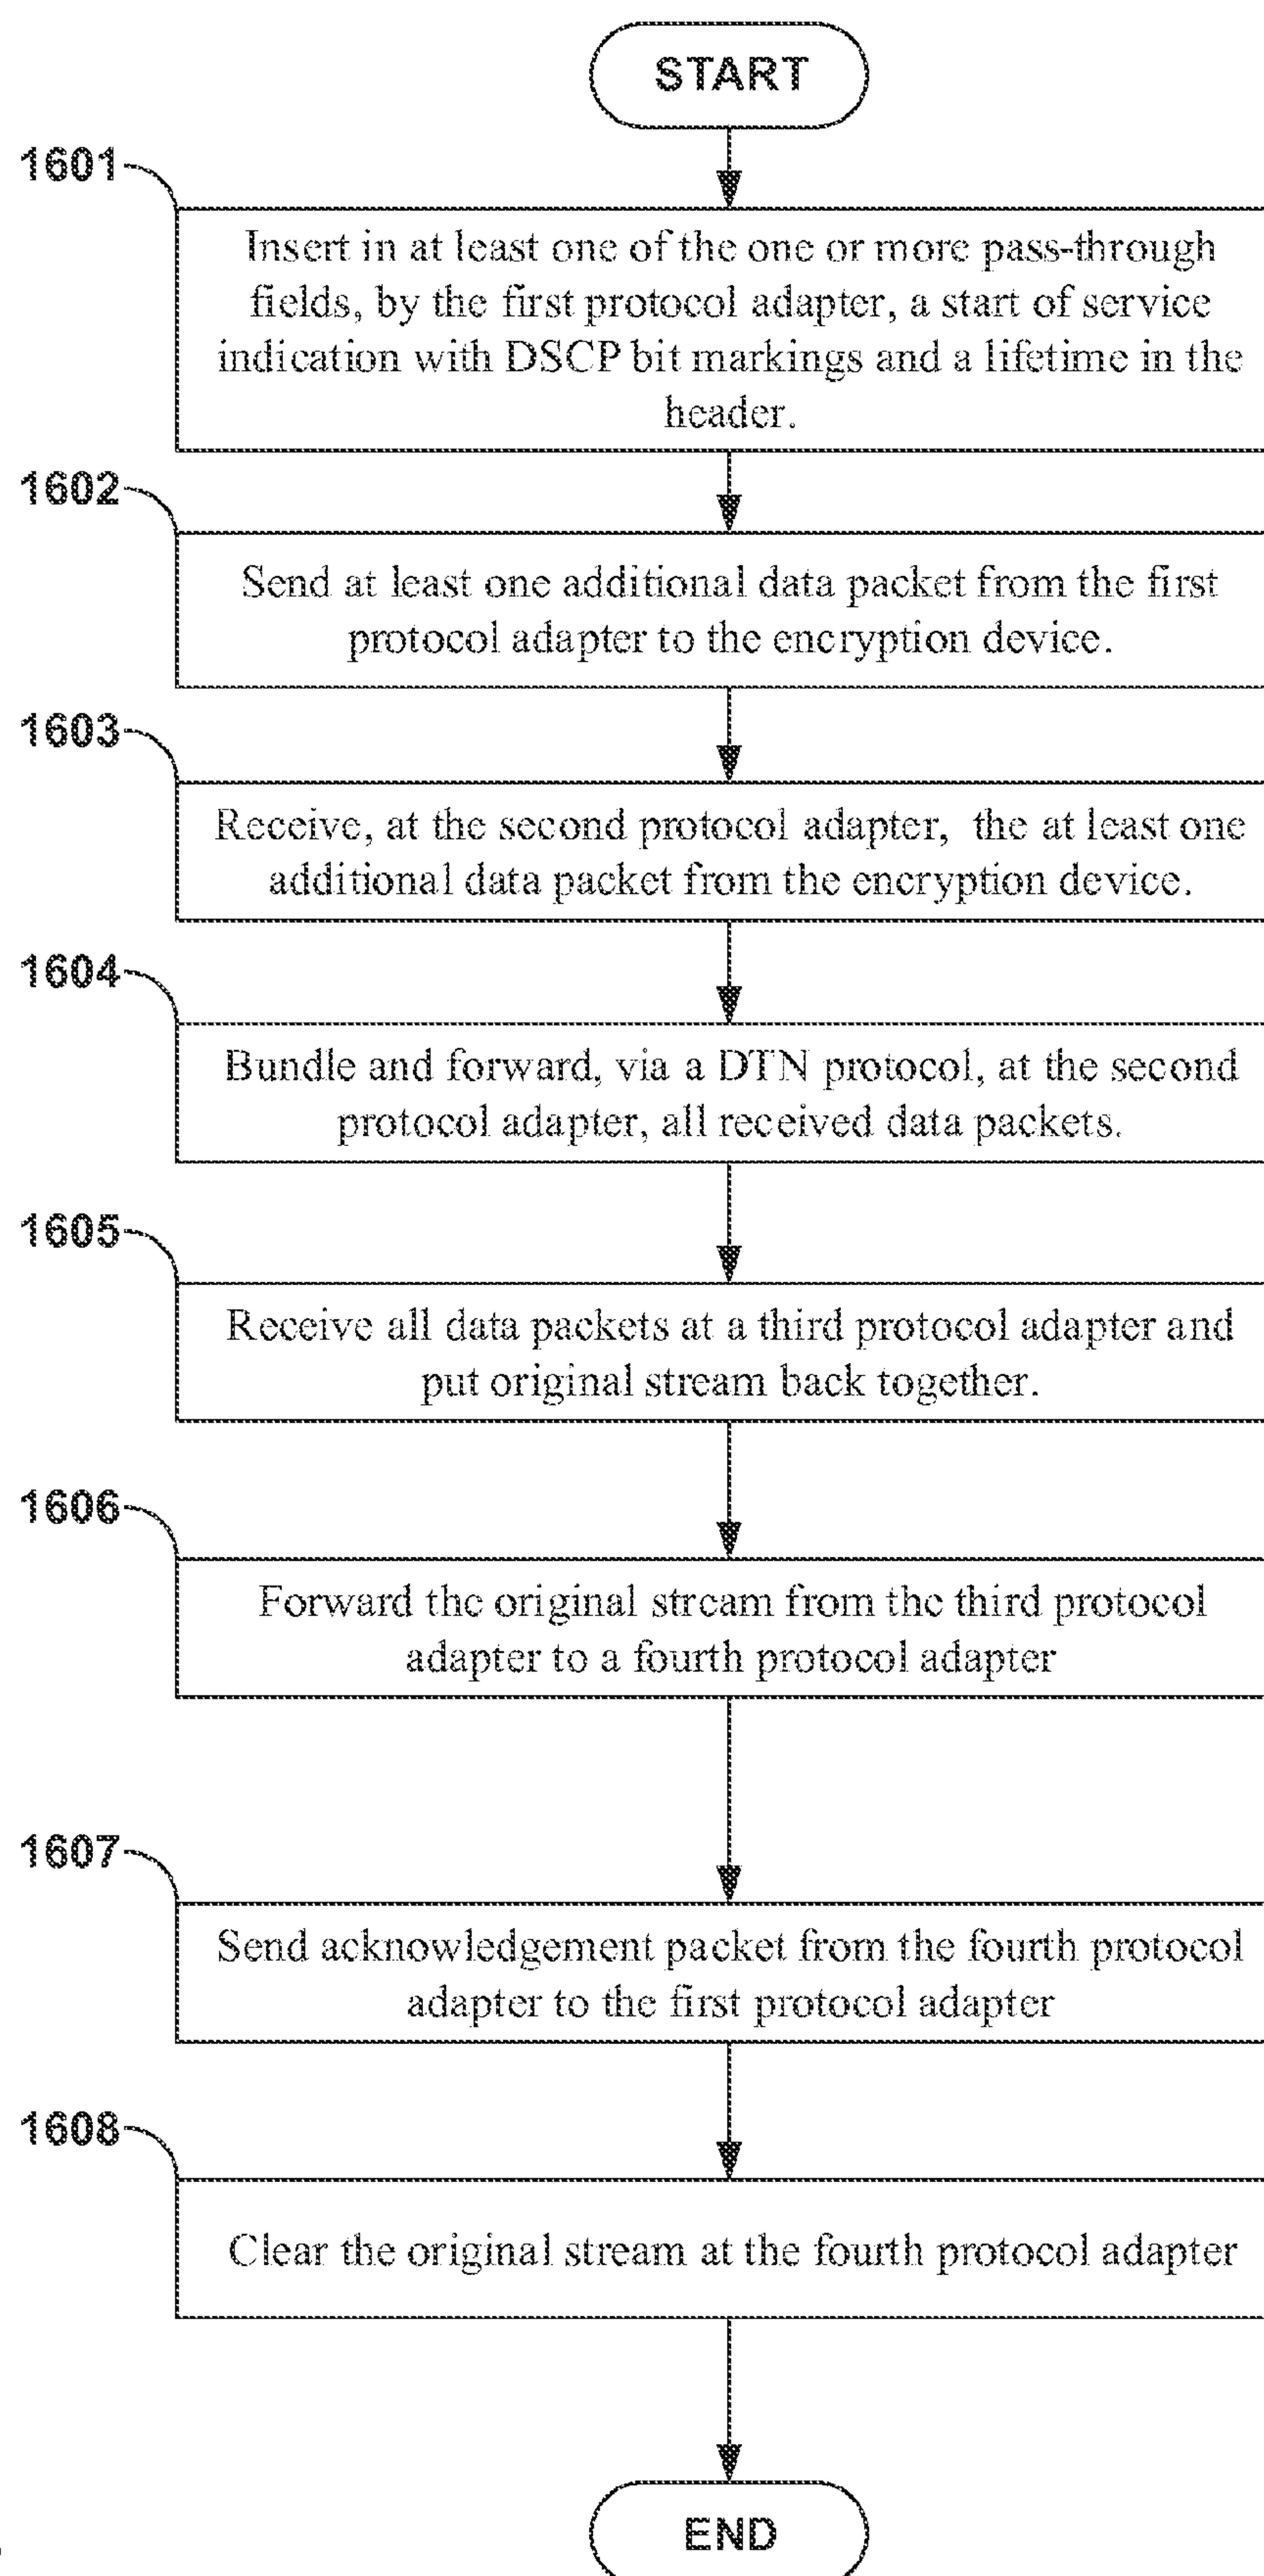 START
1601
Insert in at least one of the one or more pass-through
fields, by the first protocol adapter, a start of service
indication with DSCP bit markings and a lifetime in the
header.
1602
Send at least one additional data packet from the first
protocol adapter to the encryption device.
1603
Receive, at the second protocol adapter, the at least one
additional data packet from the encryption device.
1604
Bundle and forward, via a DTN protocol, at the second
protocol adapter, all received data packets.
1605
Receive all data packets at a third protocol adapter and
put original stream back together.
1606
Forward the original stream from the third protocol
adapter to a fourth protocol adapter
1607
Send acknowledgement packet from the fourth protocol
adapter to the first protocol adapter
1608
Clear the original stream at the fourth protocol adapter
END